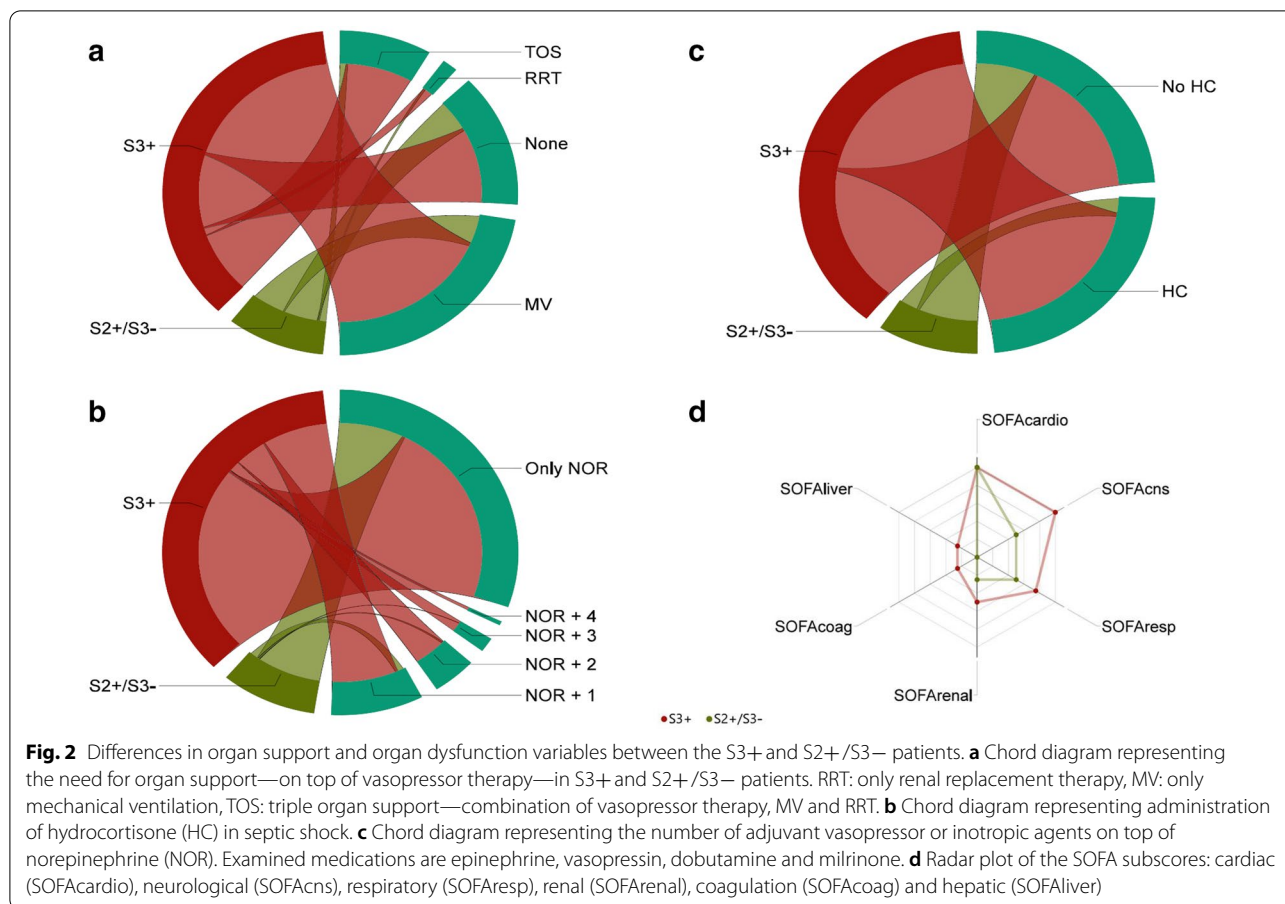 a
TOS
RRT
S3+
None
MV
S2+/S3-
c
No HC
S3+
HC
S2+/S3-
b
Only NOR
S3+
NOR + 4
NOR + 3
NOR + 2
S2+/S3-
NOR + 1
d
SOFAcardio
SOFAliver
SOFAcns
SOFAcoag
SOFAresp
SOFArenal
S3+ S2+/S3-
Fig. 2 Differences in organ support and organ dysfunction variables between the S3+ and S2+/S3− patients. a Chord diagram representing
the need for organ support—on top of vasopressor therapy—in S3+ and S2+/S3− patients. RRT: only renal replacement therapy, MV: only
mechanical ventilation, TOS: triple organ support—combination of vasopressor therapy, MV and RRT. b Chord diagram representing administration
of hydrocortisone (HC) in septic shock. c Chord diagram representing the number of adjuvant vasopressor or inotropic agents on top of
norepinephrine (NOR). Examined medications are epinephrine, vasopressin, dobutamine and milrinone. d Radar plot of the SOFA subscores: cardiac
(SOFAcardio), neurological (SOFAcns), respiratory (SOFAresp), renal (SOFArenal), coagulation (SOFAcoag) and hepatic (SOFAliver)